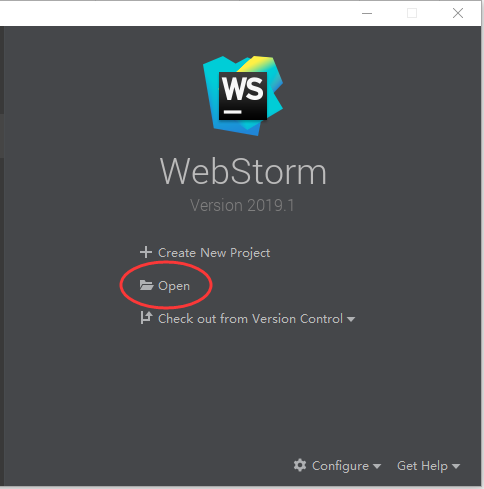 WS
WebStorm
Version 2019.1
Create New Project
Open
Check out from Version Control
Configure Get Help